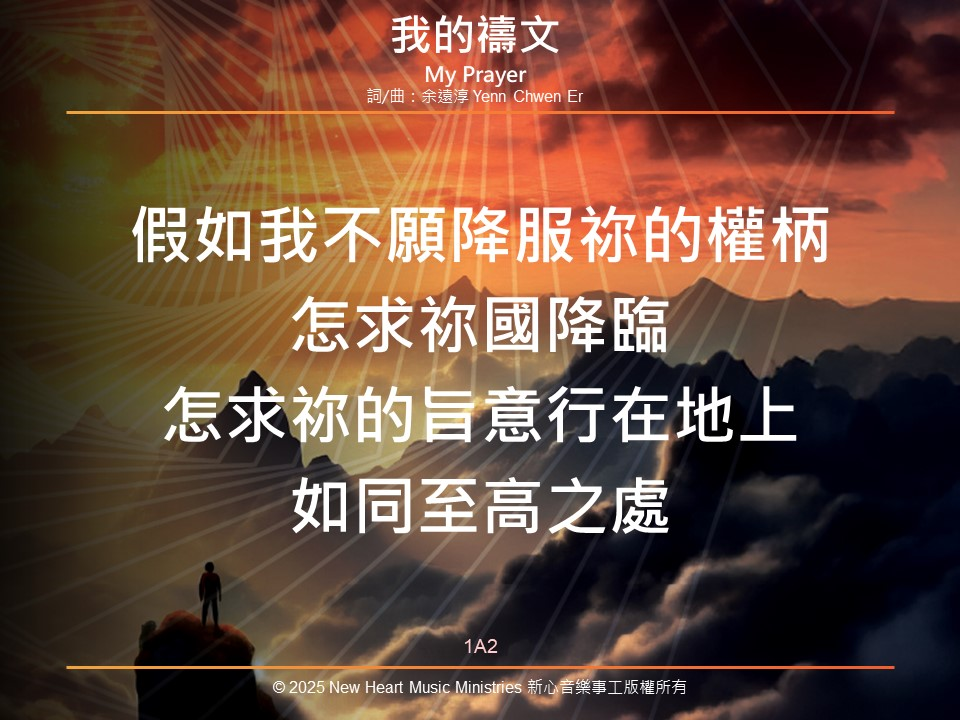 我的禱文
My Prayer
詞/曲：余遠淳 Yenn Chwen Er
假如我不願降服祢的權柄
怎求祢國降臨
怎求祢的旨意行在地上
如同至高之處
1A2
© 2025 New Heart Music Ministries 新心音樂事工版權所有